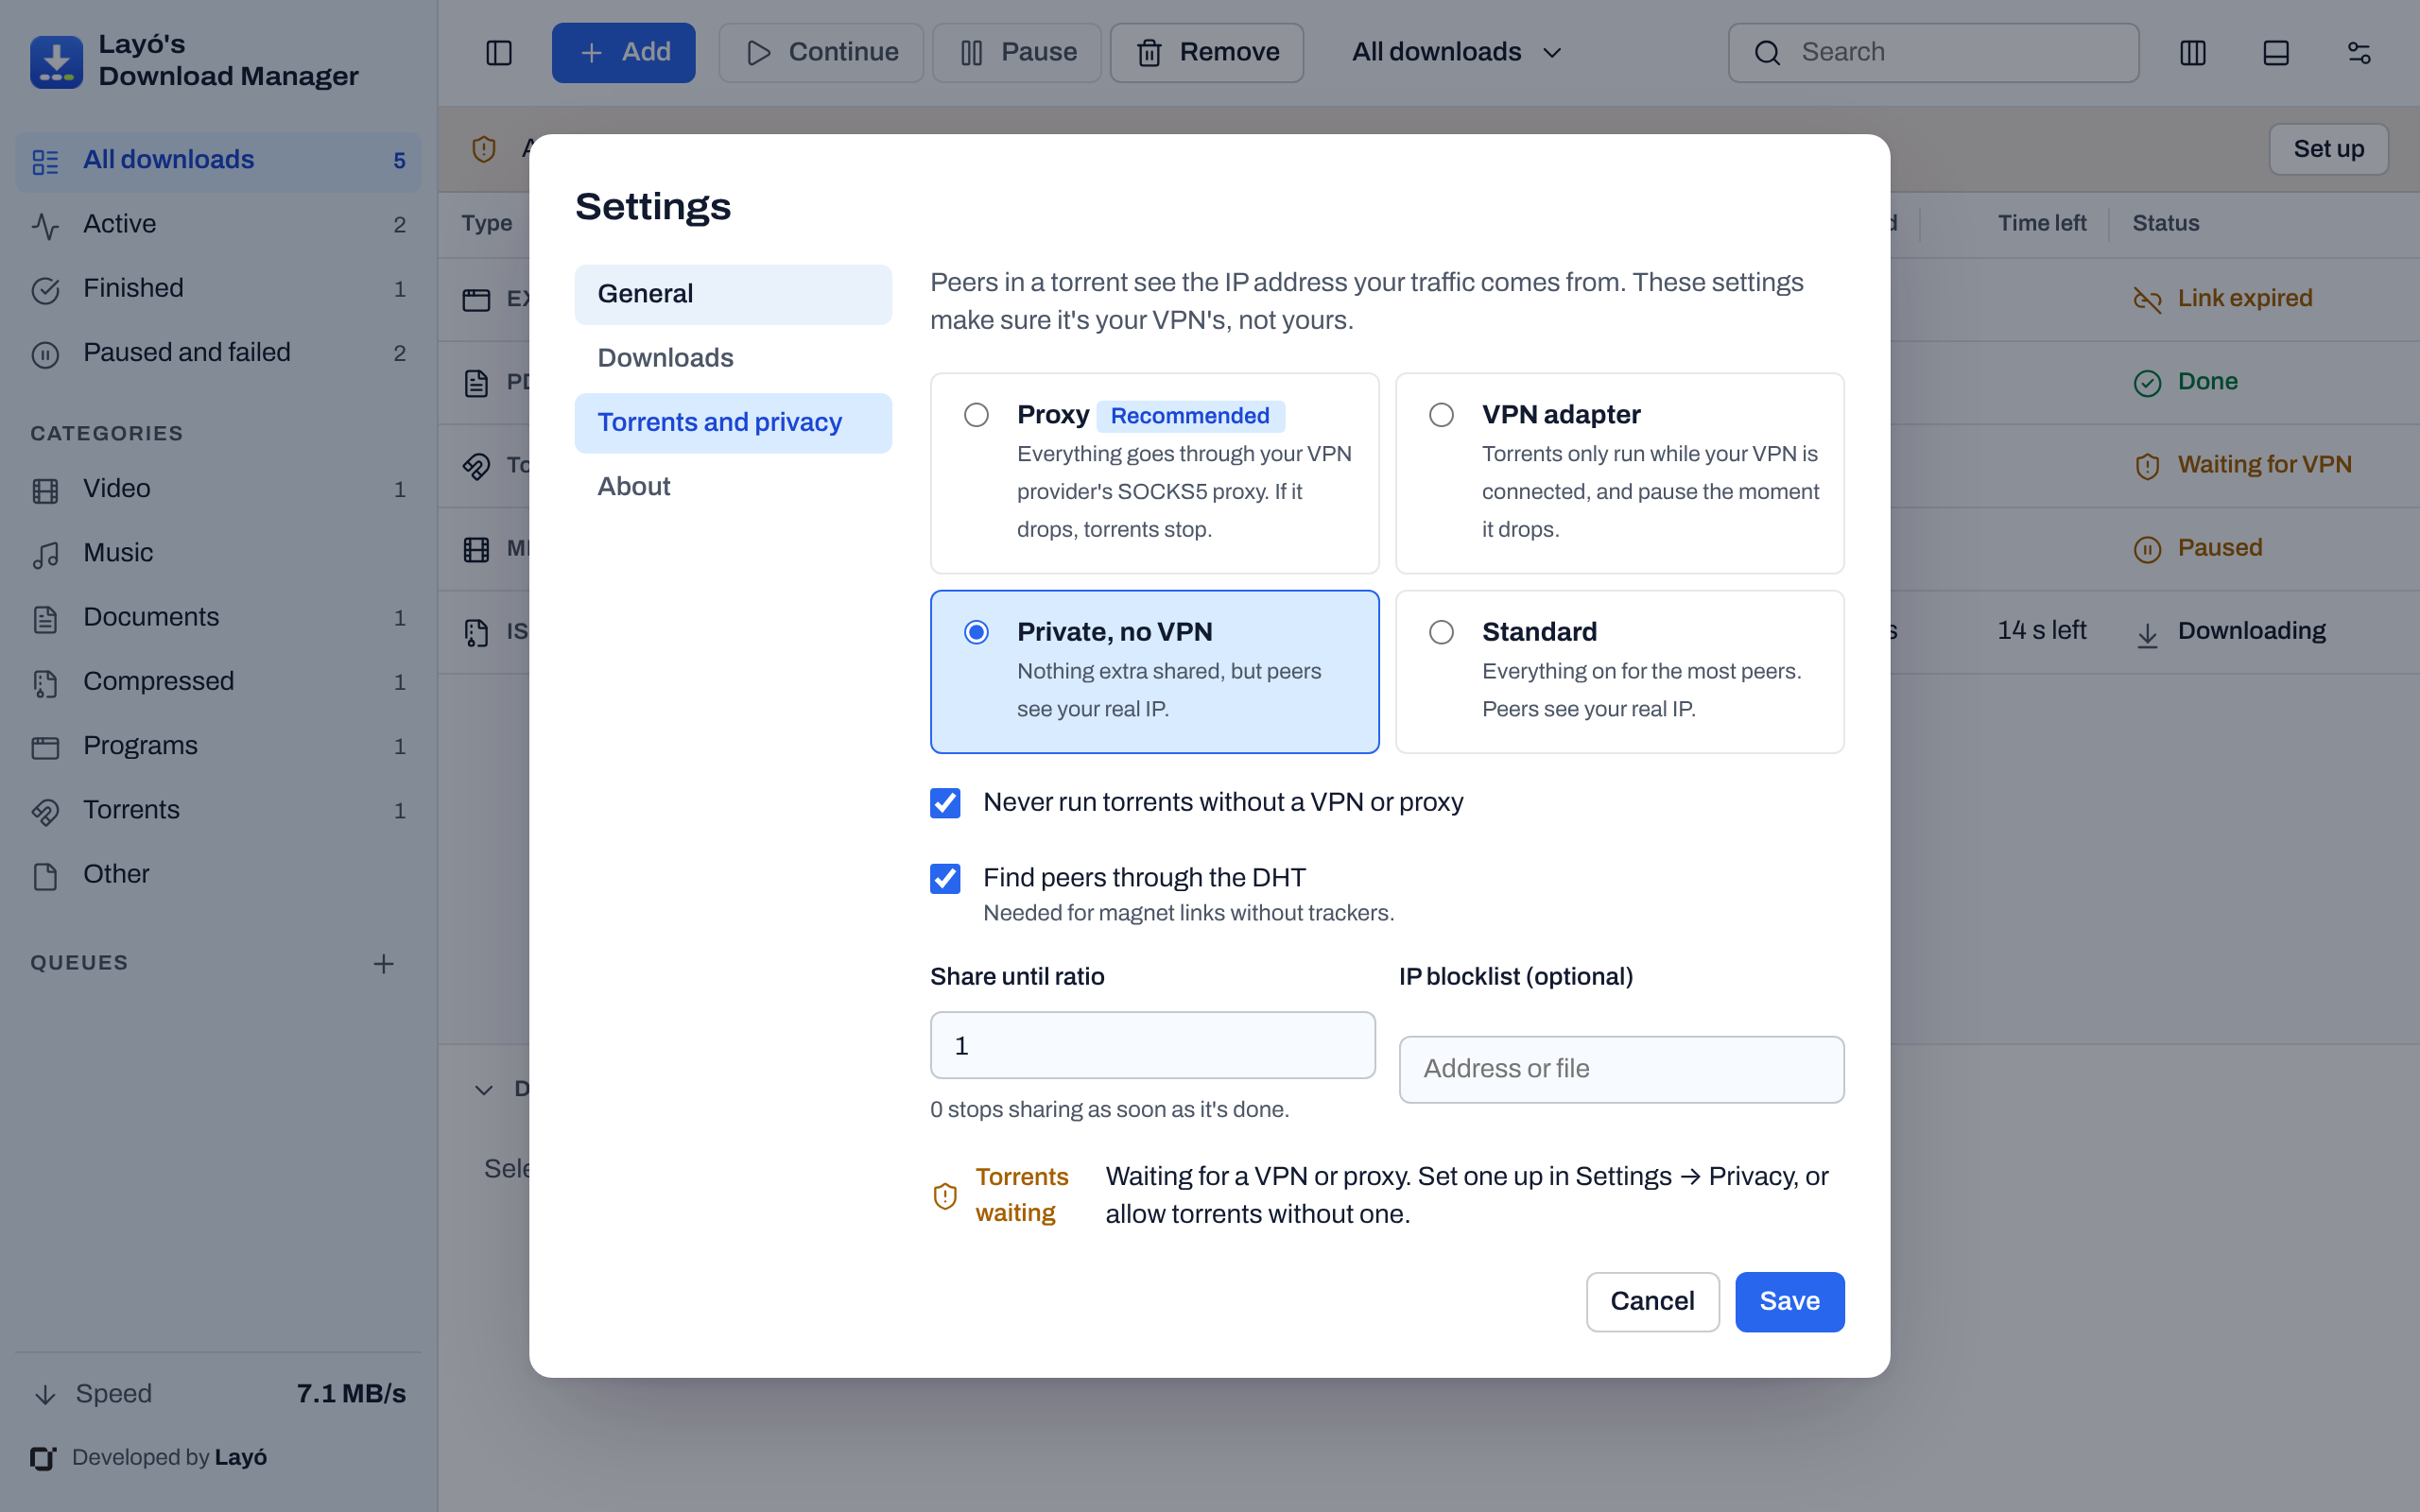 Layó's
Download Manager
Add
Continue
Pause
Remove
All downloads
Search
All downloads 5
Active 2
Finished 1
Paused and failed 2
CATEGORIES
Video 1
Music
Documents 1
Compressed 1
Programs 1
Torrents 1
Other
QUEUES
Speed 7.1 MB/s
Developed by Layó
Set up
Type
Time left
Status
Link expired
Done
Waiting for VPN
Paused
14 s left
Downloading
Settings
General
Downloads
Torrents and privacy
About
Peers in a torrent see the IP address your traffic comes from. These settings
make sure it's your VPN's, not yours.
Proxy Recommended
Everything goes through your VPN
provider's SOCKS5 proxy. If it
drops, torrents stop.
VPN adapter
Torrents only run while your VPN is
connected, and pause the moment
it drops.
Private, no VPN
Nothing extra shared, but peers
see your real IP.
Standard
Everything on for the most peers.
Peers see your real IP.
Never run torrents without a VPN or proxy
Find peers through the DHT
Needed for magnet links without trackers.
Share until ratio
1
0 stops sharing as soon as it's done.
IP blocklist (optional)
Address or file
Torrents
waiting
Waiting for a VPN or proxy. Set one up in Settings → Privacy, or
allow torrents without one.
Cancel
Save